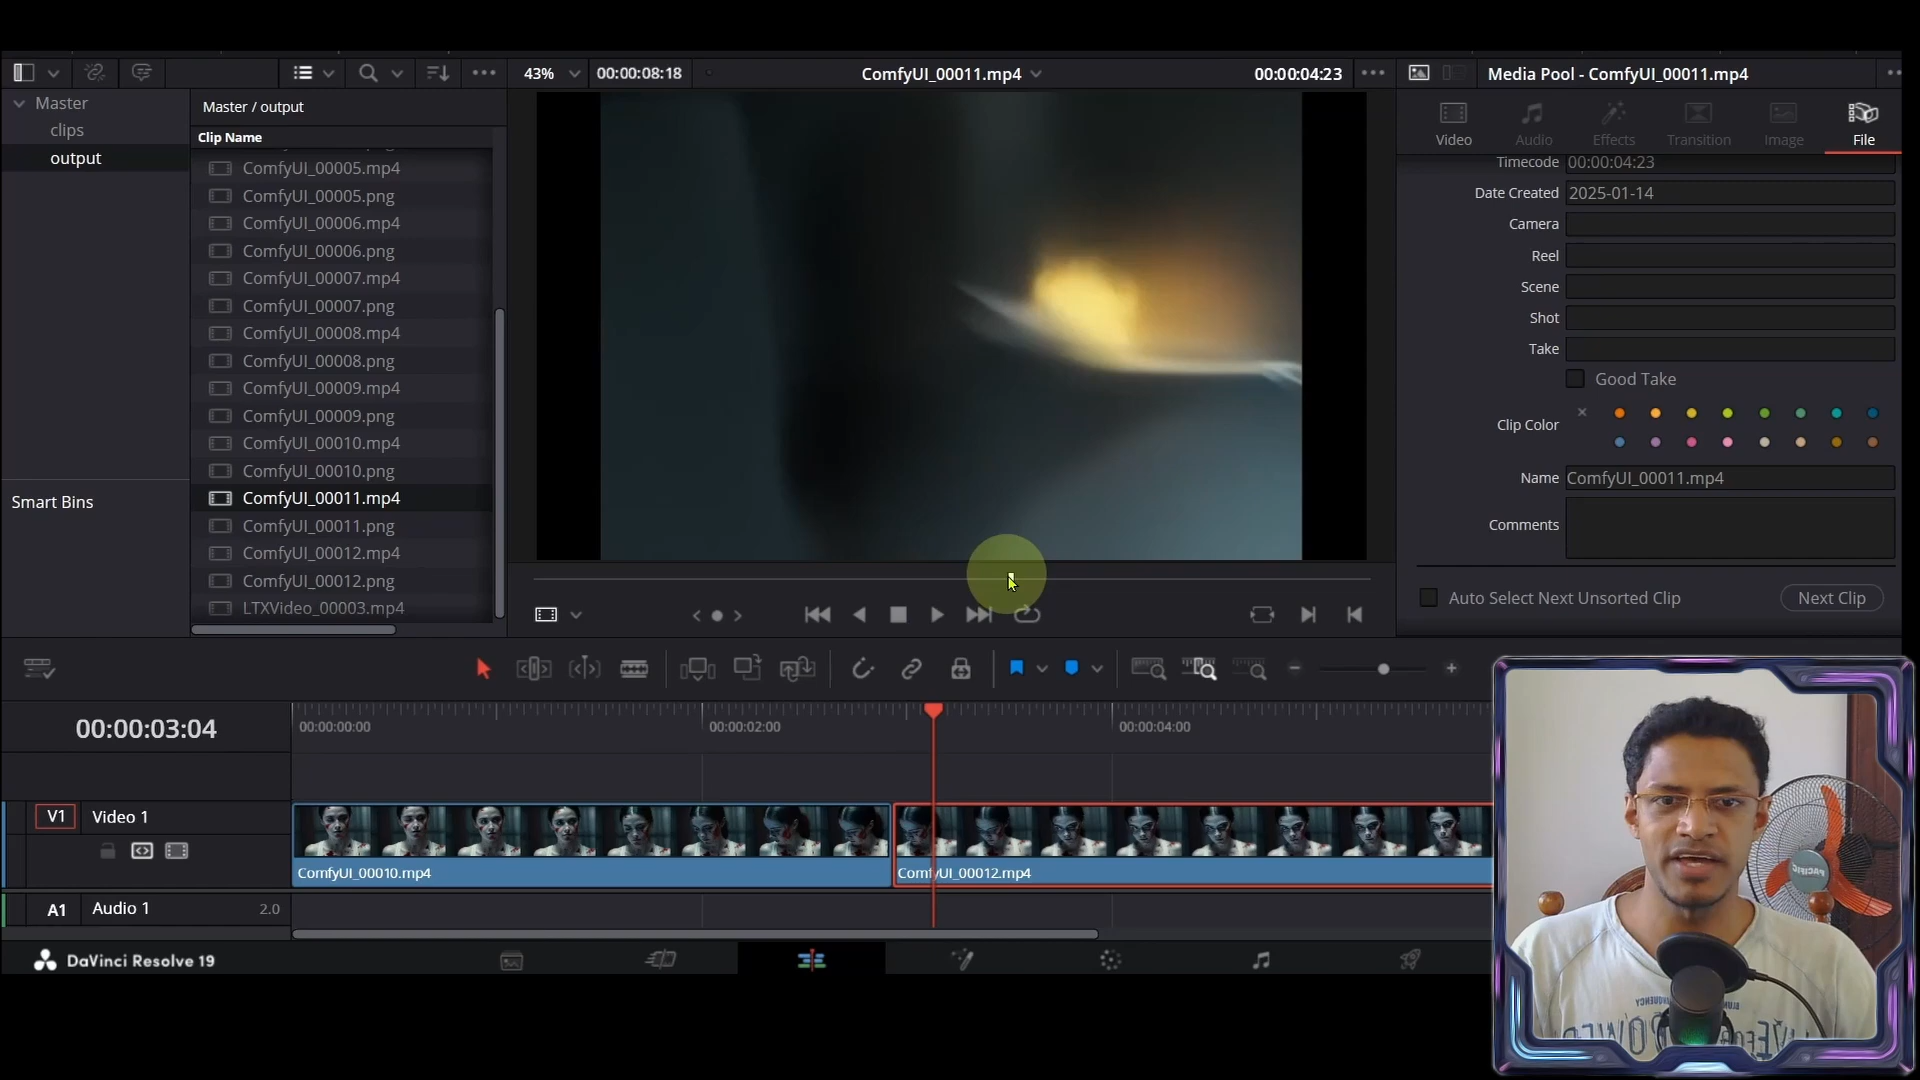 43%
00:00:08:18
ComfyUI_00011.mp4
00:00:04:23
Media Pool - ComfyUI_00011.mp4
Master
clips
output
Master / output
Clip Name
ComfyUI_00005.mp4
ComfyUI_00005.png
ComfyUI_00006.mp4
ComfyUI_00006.png
ComfyUI_00007.mp4
ComfyUI_00007.png
ComfyUI_00008.mp4
ComfyUI_00008.png
ComfyUI_00009.mp4
ComfyUI_00009.png
ComfyUI_00010.mp4
ComfyUI_00010.png
ComfyUI_00011.mp4
ComfyUI_00011.png
ComfyUI_00012.mp4
ComfyUI_00012.png
LTXVideo_00003.mp4
Smart Bins
Video
Audio
Effects
Transition
Image
File
Timecode 00:00:04:23
Date Created 2025-01-14
Camera
Reel
Scene
Shot
Take
Good Take
Clip Color
Name ComfyUI_00011.mp4
Comments
Auto Select Next Unsorted Clip
Next Clip
00:00:03:04
00:00:00:00
00:00:02:00
00:00:04:00
V1 Video 1
ComfyUI_00010.mp4
ComfyUI_00012.mp4
A1 Audio 1 2.0
DaVinci Resolve 19
PACIFIC